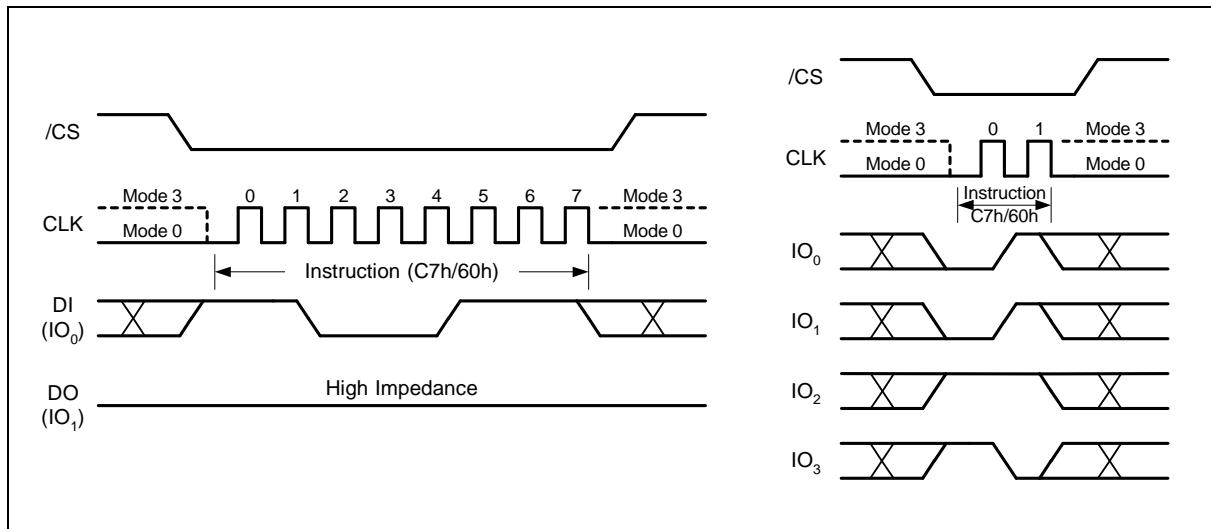 /CS
Mode 3 0 1 2 3 4 5 6 7 Mode 3
CLK
Mode 0 Mode 0
Instruction (C7h/60h)
DI
(IO0)
High Impedance
DO
(IO1)
/CS
Mode 3 0 1 Mode 3
CLK
Mode 0 Mode 0
Instruction
C7h/60h
IO0
IO1
IO2
IO3